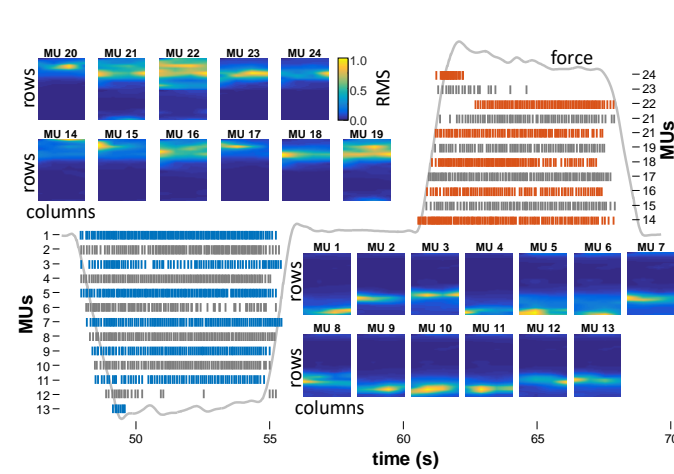 MU 20 MU 21 MU 22 MU 23 MU 24
rows
1.0
0.5
0.0
RMS
force
MU 14 MU 15 MU 16 MU 17 MU 18 MU 19
rows
columns
24
23
22
21
21
19
18
17
16
15
14
MUs
1
2
3
4
5
6
7
8
9
10
11
12
13
MUs
MU 1 MU 2 MU 3 MU 4 MU 5 MU 6 MU 7
rows
MU 8 MU 9 MU 10 MU 11 MU 12 MU 13
rows
columns
50 55 60 65 70
time (s)